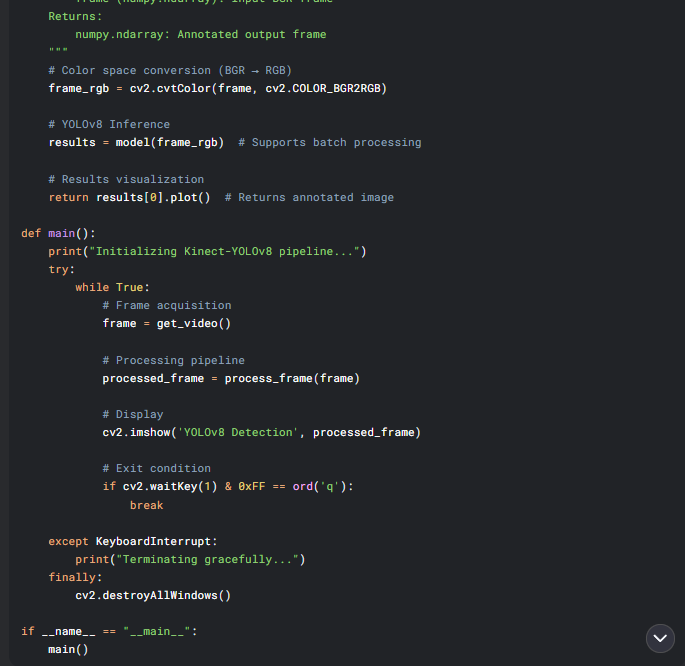 frame (numpy.ndarray): Input BGR frame
Returns:
numpy.ndarray: Annotated output frame
"""
# Color space conversion (BGR → RGB)
frame_rgb = cv2.cvtColor(frame, cv2.COLOR_BGR2RGB)
# YOLOv8 Inference
results = model(frame_rgb)  # Supports batch processing
# Results visualization
return results[0].plot()  # Returns annotated image
def main():
print("Initializing Kinect-YOLOv8 pipeline...")
try:
while True:
# Frame acquisition
frame = get_video()
# Processing pipeline
processed_frame = process_frame(frame)
# Display
cv2.imshow('YOLOv8 Detection', processed_frame)
# Exit condition
if cv2.waitKey(1) & 0xFF == ord('q'):
break
except KeyboardInterrupt:
print("Terminating gracefully...")
finally:
cv2.destroyAllWindows()
if __name__ == "__main__":
main()